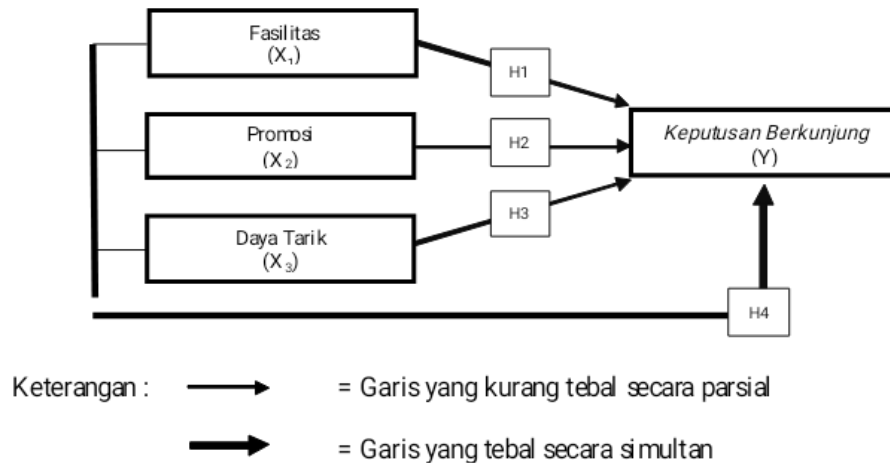 Fasilitas
(X₁)
H1
Promosi
(X₂)
H2
Keputusan Berkunjung
(Y)
Daya Tarik
(X₃)
H3
H4
Keterangan :
= Garis yang kurang tebal secara parsial
= Garis yang tebal secara simultan